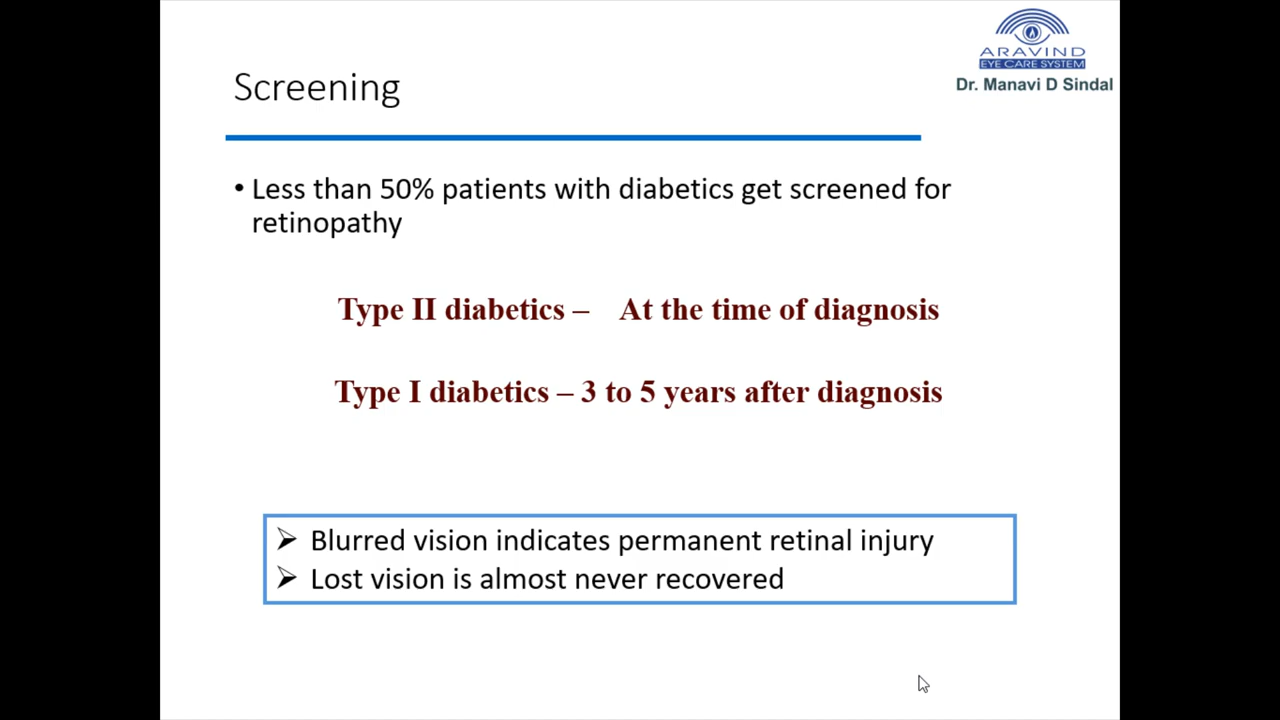 ARAVIND
EYE CARE SYSTEM
Dr. Manavi D Sindal
Screening
• Less than 50% patients with diabetics get screened for
retinopathy
Type II diabetics – At the time of diagnosis
Type I diabetics – 3 to 5 years after diagnosis
➢ Blurred vision indicates permanent retinal injury
➢ Lost vision is almost never recovered